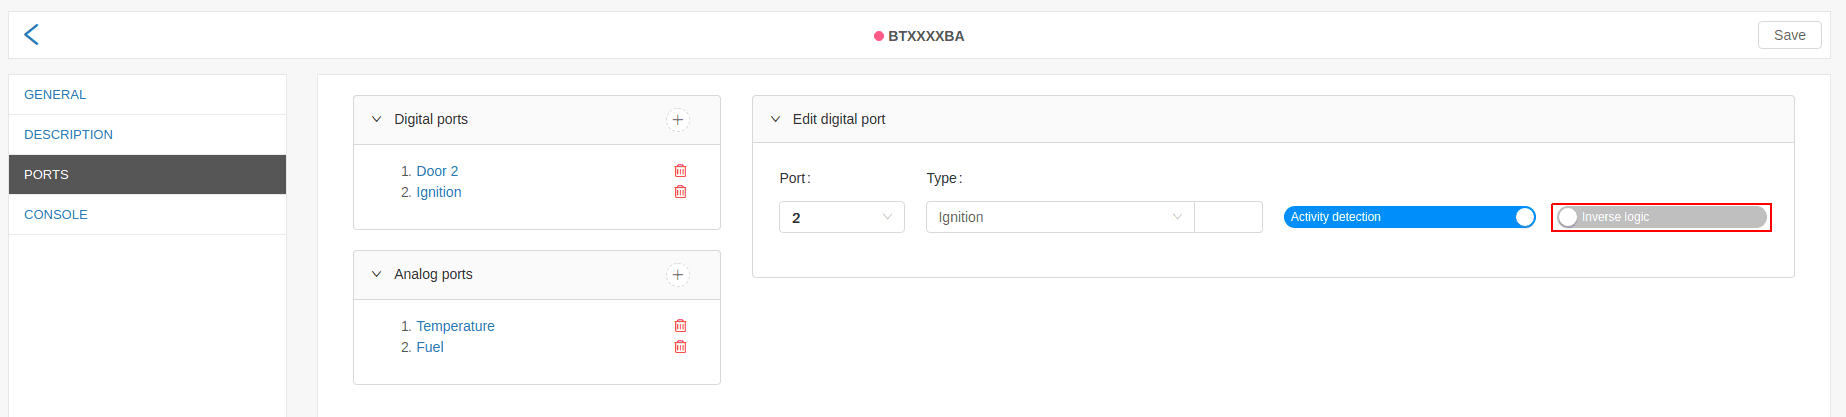 BTXXXXBA
Save
GENERAL
DESCRIPTION
PORTS
CONSOLE
Digital ports
1. Door 2
2. Ignition
Analog ports
1. Temperature
2. Fuel
Edit digital port
Port: Type:
2 Ignition Activity detection Inverse logic